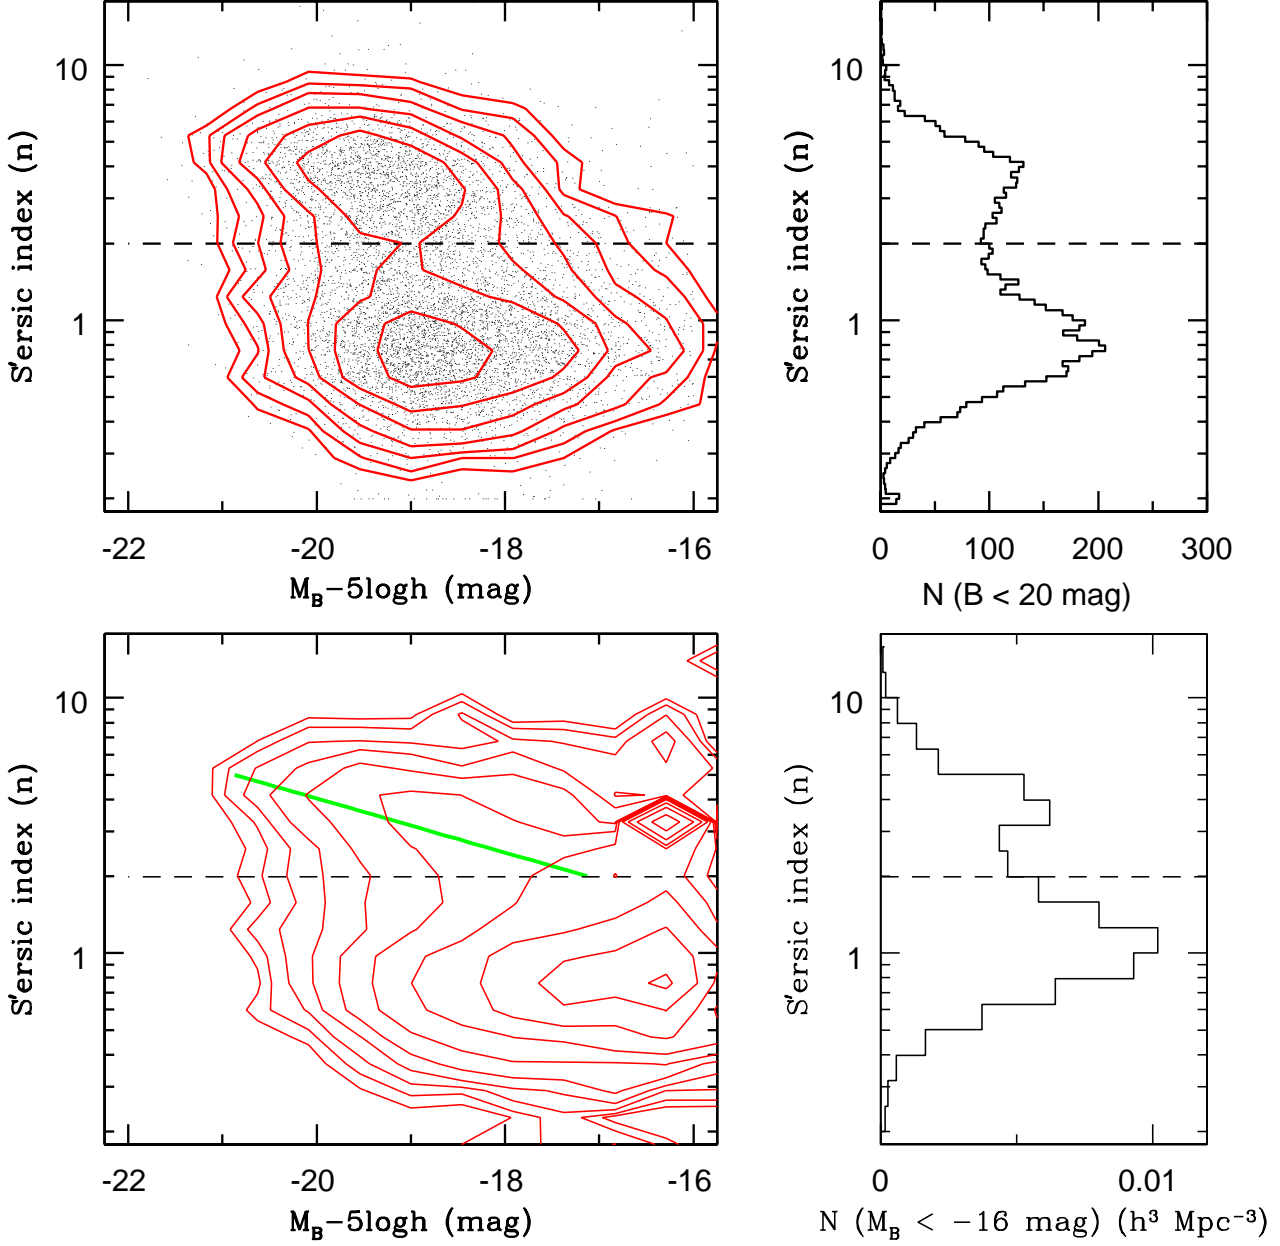 10
1
S'ersic index (n)
-22
-20
-18
-16
M_B−5logh (mag)
10
1
S'ersic index (n)
0
100
200
300
N (B < 20 mag)
10
1
S'ersic index (n)
-22
-20
-18
-16
M_B−5logh (mag)
10
1
S'ersic index (n)
0
0.01
N (M_B < −16 mag) (h³ Mpc⁻³)